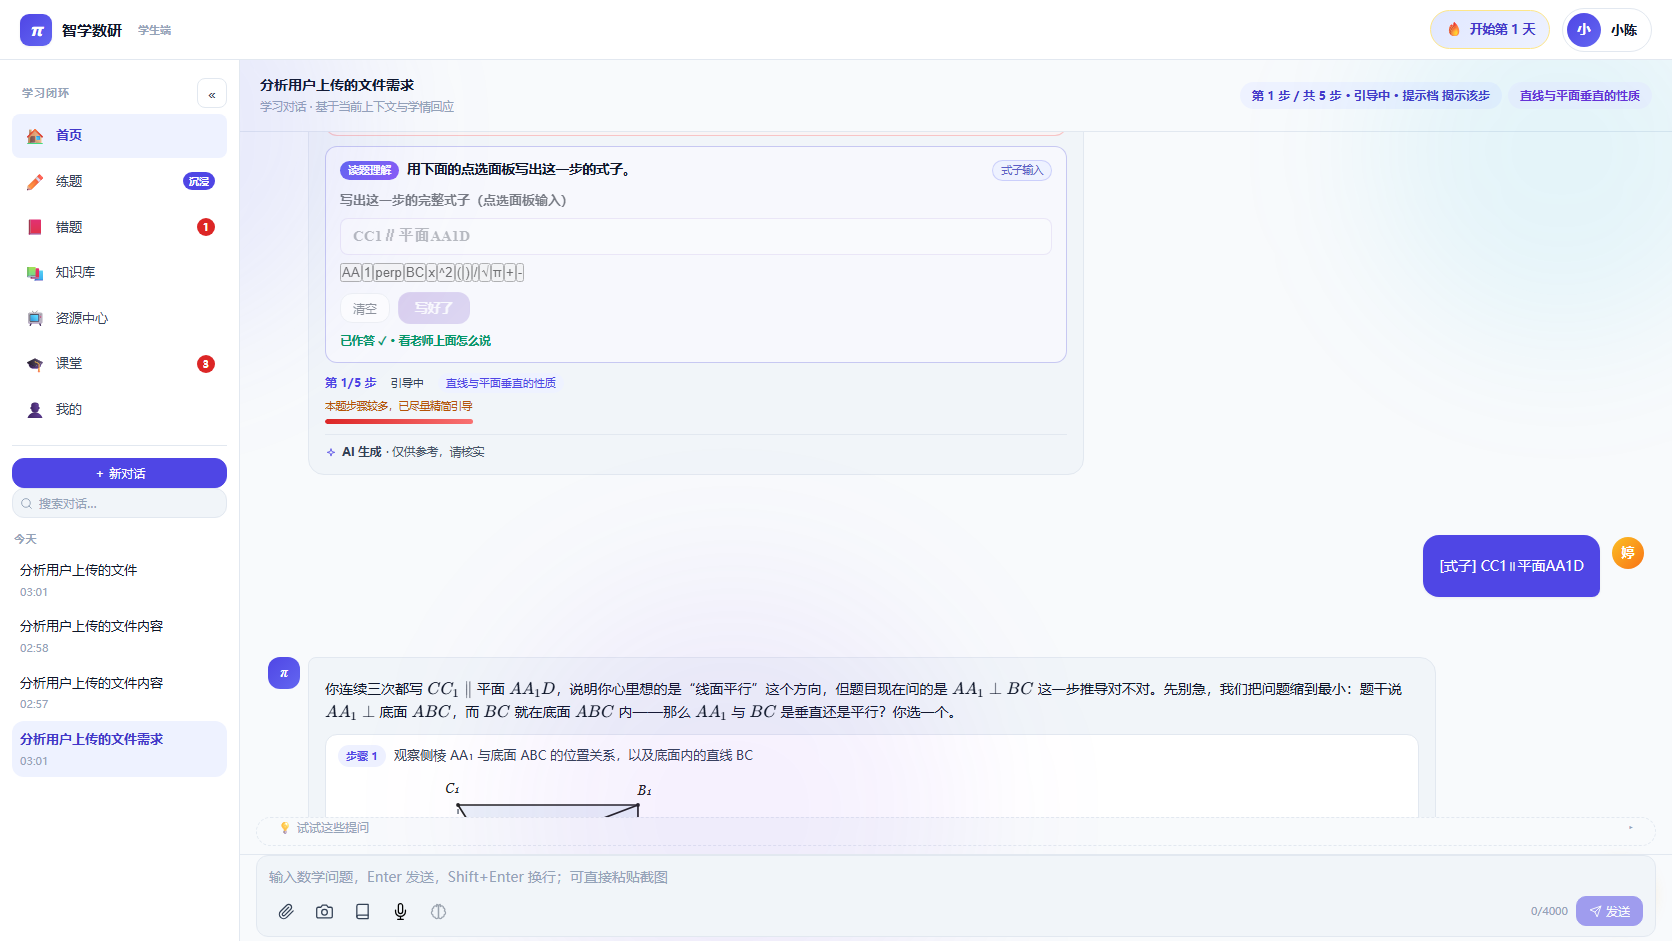 π 智学数研 学生端
开始第 1 天
小 小陈
学习闭环 «
首页
练题 沉浸
错题 1
知识库
资源中心
课堂 3
我的
+ 新对话
搜索对话...
今天
分析用户上传的文件
03:01
分析用户上传的文件内容
02:58
分析用户上传的文件内容
02:57
分析用户上传的文件需求
03:01
分析用户上传的文件需求
学习对话 · 基于当前上下文与学情回应
第 1 步 / 共 5 步 • 引导中 • 提示档 揭示该步
直线与平面垂直的性质
读题理解 用下面的点选面板写出这一步的式子。 式子输入
写出这一步的完整式子（点选面板输入）
CC1∥平面AA1D
AA 1 perp BC x ^2 ( ) / √ π + -
清空 写好了
已作答 ✓ • 看老师上面怎么说
第 1/5 步 引导中 直线与平面垂直的性质
本题步骤较多，已尽量精简引导
AI 生成 · 仅供参考，请核实
[式子] CC1∥平面AA1D
婷
π
你连续三次都写 CC₁ ∥ 平面 AA₁D，说明你心里想的是“线面平行”这个方向，但题目现在问的是 AA₁ ⊥ BC 这一步推导对不对。先别急，我们把问题缩到最小：题干说
AA₁ ⊥ 底面 ABC，而 BC 就在底面 ABC 内——那么 AA₁ 与 BC 是垂直还是平行？你选一个。
步骤 1 观察侧棱 AA₁ 与底面 ABC 的位置关系，以及底面内的直线 BC
C₁ B₁
试试这些提问
输入数学问题，Enter 发送，Shift+Enter 换行；可直接粘贴截图
0/4000 发送